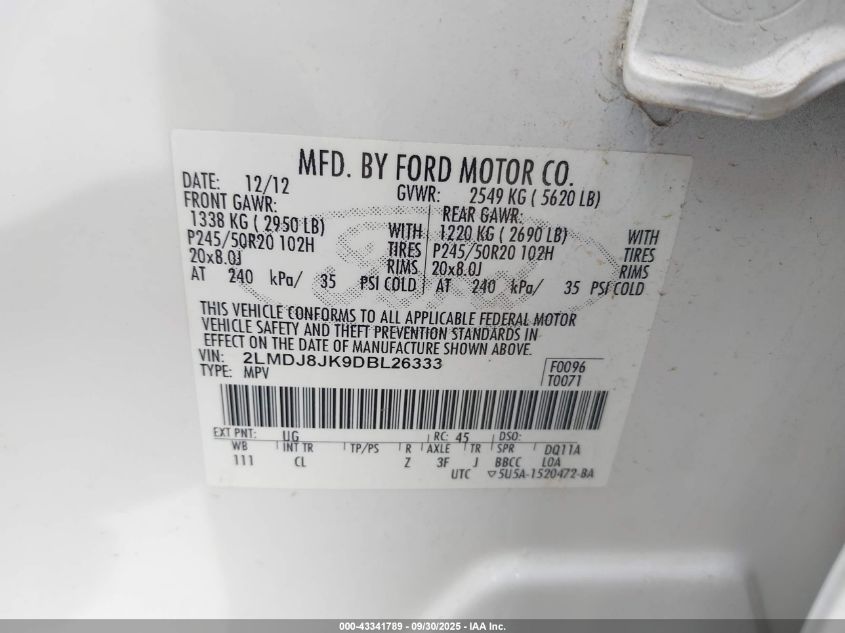 MFD. BY FORD MOTOR CO.
DATE: 12/12 GVWR: 2549 KG ( 5620 LB)
FRONT GAWR: REAR GAWR:
1338 KG ( 2950 LB) WITH 1220 KG ( 2690 LB) WITH
P245/50R20 102H TIRES P245/50R20 102H TIRES
20x8.0J RIMS 20x8.0J RIMS
AT 240 kPa/ 35 PSI COLD AT 240 kPa/ 35 PSI COLD
THIS VEHICLE CONFORMS TO ALL APPLICABLE FEDERAL MOTOR
VEHICLE SAFETY AND THEFT PREVENTION STANDARDS IN
EFFECT ON THE DATE OF MANUFACTURE SHOWN ABOVE.
VIN: 2LMDJ8JK9DBL26333 F0096
TYPE: MPV T0071
EXT PNT: UG RC: 45 DSO:
WB INT TR TP/PS R AXLE TR SPR DQ11A
111 CL Z 3F J BBCC LOA
UTC ▽5U5A-1520472-BA
000-43341789 — 09/30/2025 — IAA Inc.